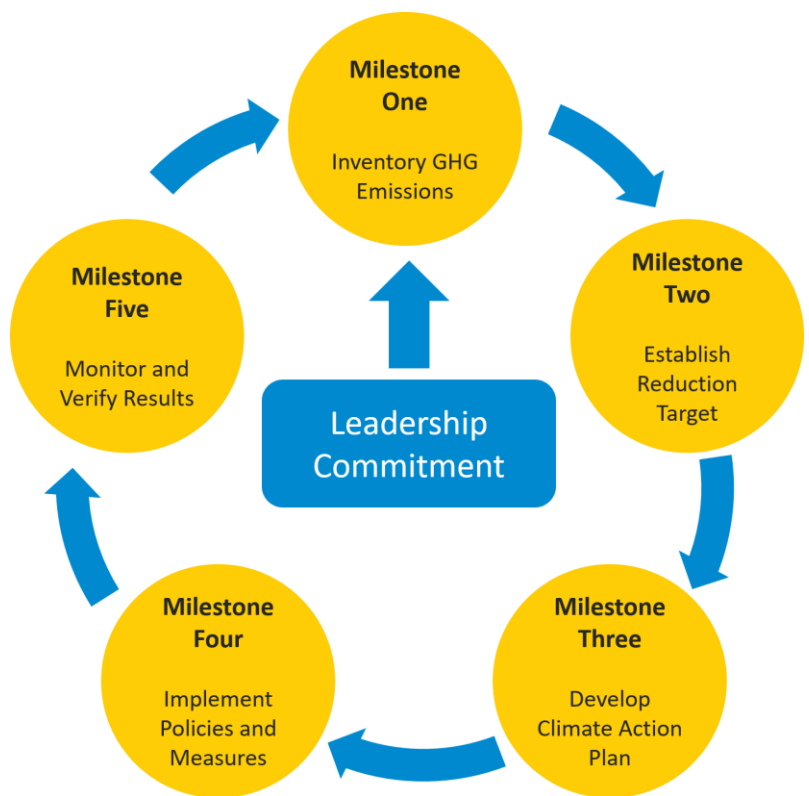 Milestone
One
Inventory GHG
Emissions
Milestone
Two
Establish
Reduction
Target
Milestone
Three
Develop
Climate Action
Plan
Milestone
Four
Implement
Policies and
Measures
Milestone
Five
Monitor and
Verify Results
Leadership
Commitment